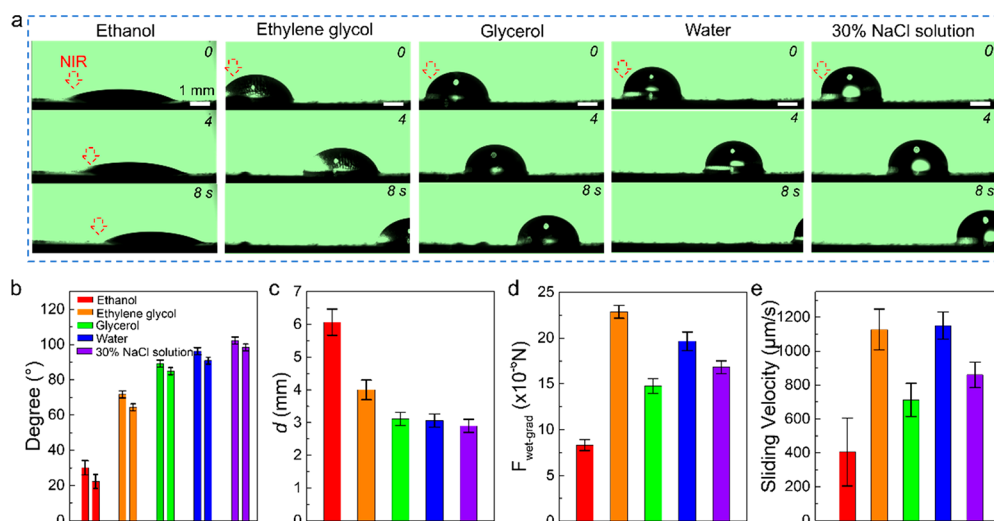 a
Ethanol
Ethylene glycol
Glycerol
Water
30% NaCl solution
NIR
1 mm
0
0
0
0
0
4
4
4
4
4
8 s
8 s
8 s
8 s
8 s
b
Degree (°)
120
100
80
60
40
20
0
Ethanol
Ethylene glycol
Glycerol
Water
30% NaCl solution
c
d (mm)
7
6
5
4
3
2
1
0
d
F wet-grad (x10⁻⁶N)
25
20
15
10
5
0
e
Sliding Velocity (μm/s)
1200
1000
800
600
400
200
0